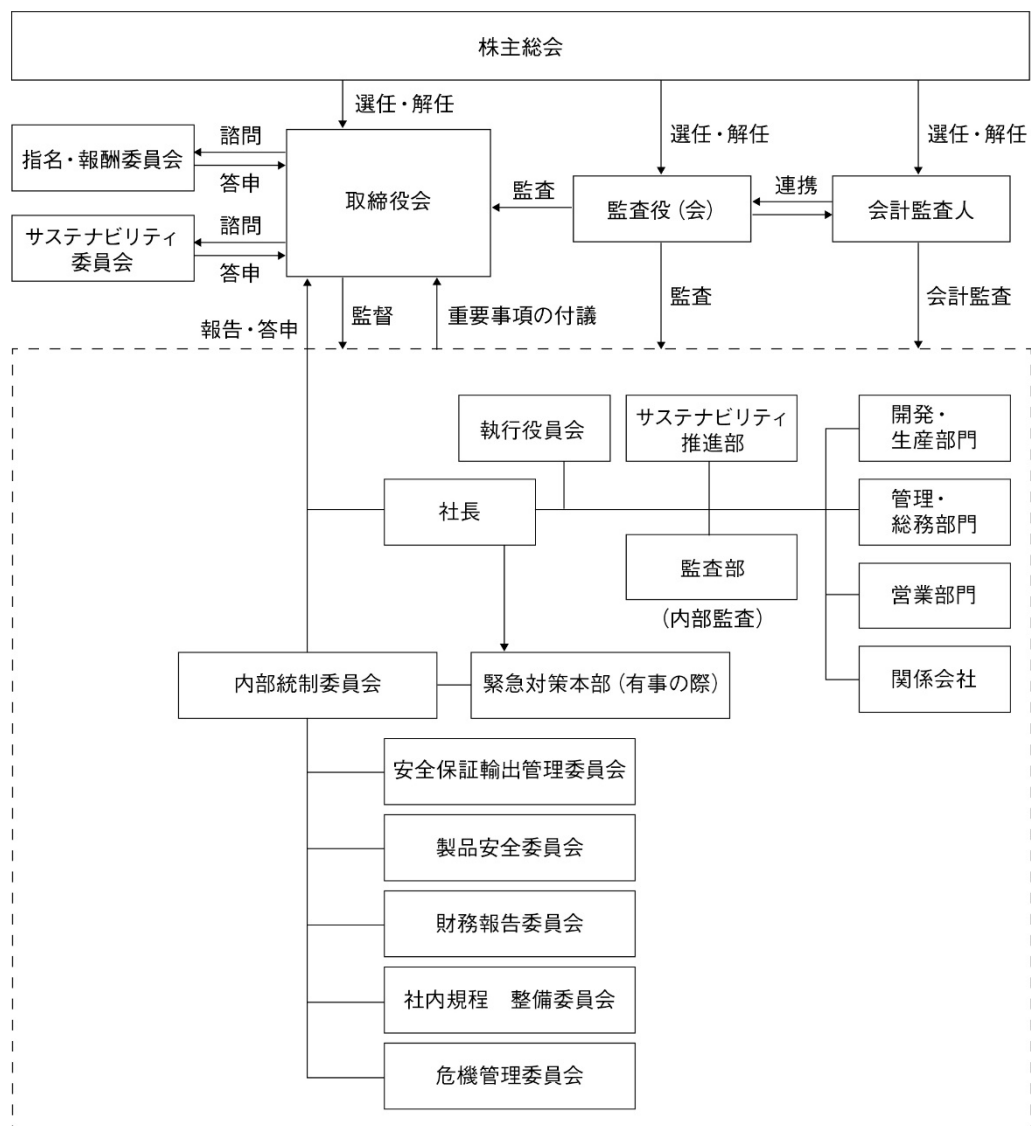 株主総会
選任・解任
選任・解任
選任・解任
指名・報酬委員会
諮問
答申
取締役会
監査
監査役(会)
連携
会計監査人
サステナビリティ
委員会
諮問
答申
報告・答申
監督
重要事項の付議
監査
会計監査
執行役員会
サステナビリティ
推進部
開発・
生産部門
社長
管理・
総務部門
監査部
(内部監査)
営業部門
内部統制委員会
緊急対策本部(有事の際)
関係会社
安全保証輸出管理委員会
製品安全委員会
財務報告委員会
社内規程　整備委員会
危機管理委員会